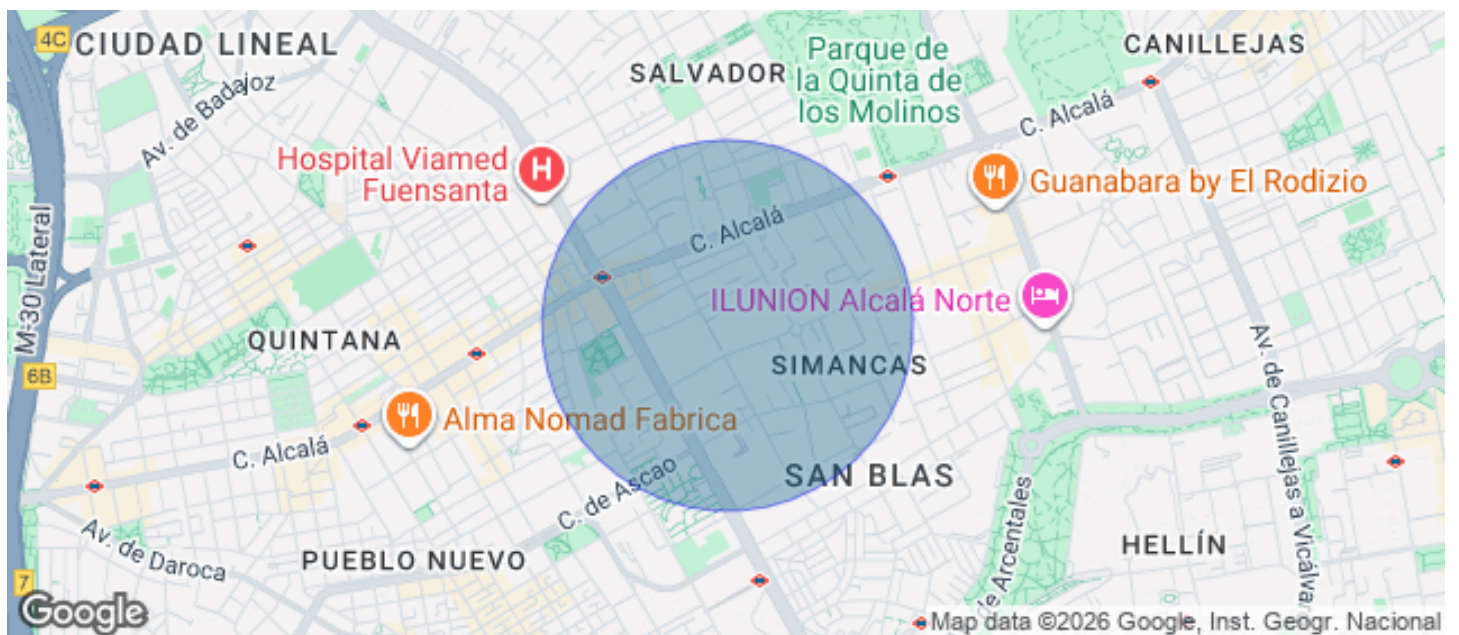 4C
CIUDAD LINEAL
Av. de Badajoz
SALVADOR
Parque de
la Quinta de
los Molinos
CANILLEJAS
C. Alcalá
Hospital Viamed
Fuensanta
H
Guanabara by El Rodizio
C. Alcalá
M-30 Lateral
ILUNION Alcalá Norte
QUINTANA
SIMANCAS
6B
Alma Nomad Fabrica
C. Alcalá
SAN BLAS
C. de Ascao
Av. de Canillejas a Vicálvar
Av. de Daroca
PUEBLO NUEVO
de Arcentales
HELLÍN
7
Google
Map data ©2026 Google, Inst. Geogr. Nacional